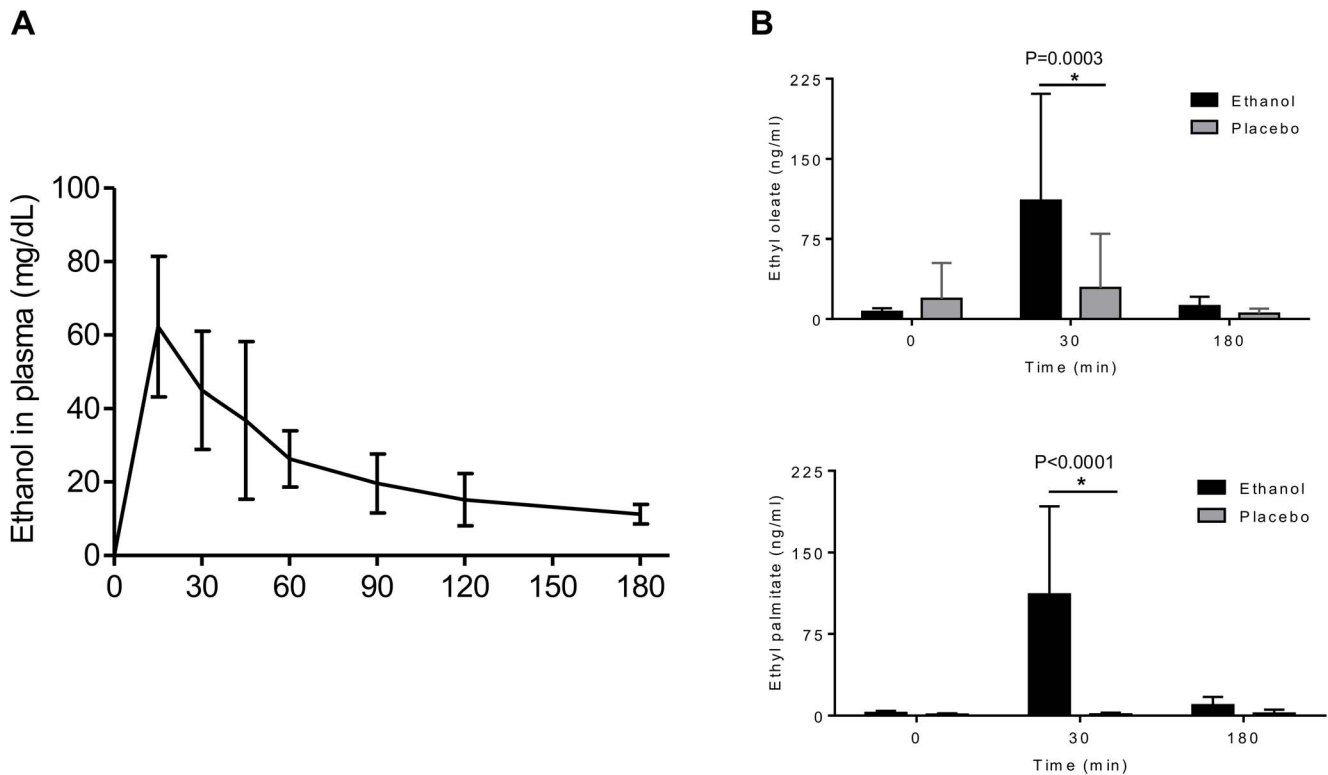 A
Ethanol in plasma (mg/dL)
100
80
60
40
20
0
0 30 60 90 120 150 180
B
P=0.0003
*
Ethyl oleate (ng/ml)
225
150
75
0
Ethanol
Placebo
0 30 180
Time (min)
P<0.0001
*
Ethyl palmitate (ng/ml)
225
150
75
0
Ethanol
Placebo
0 30 180
Time (min)